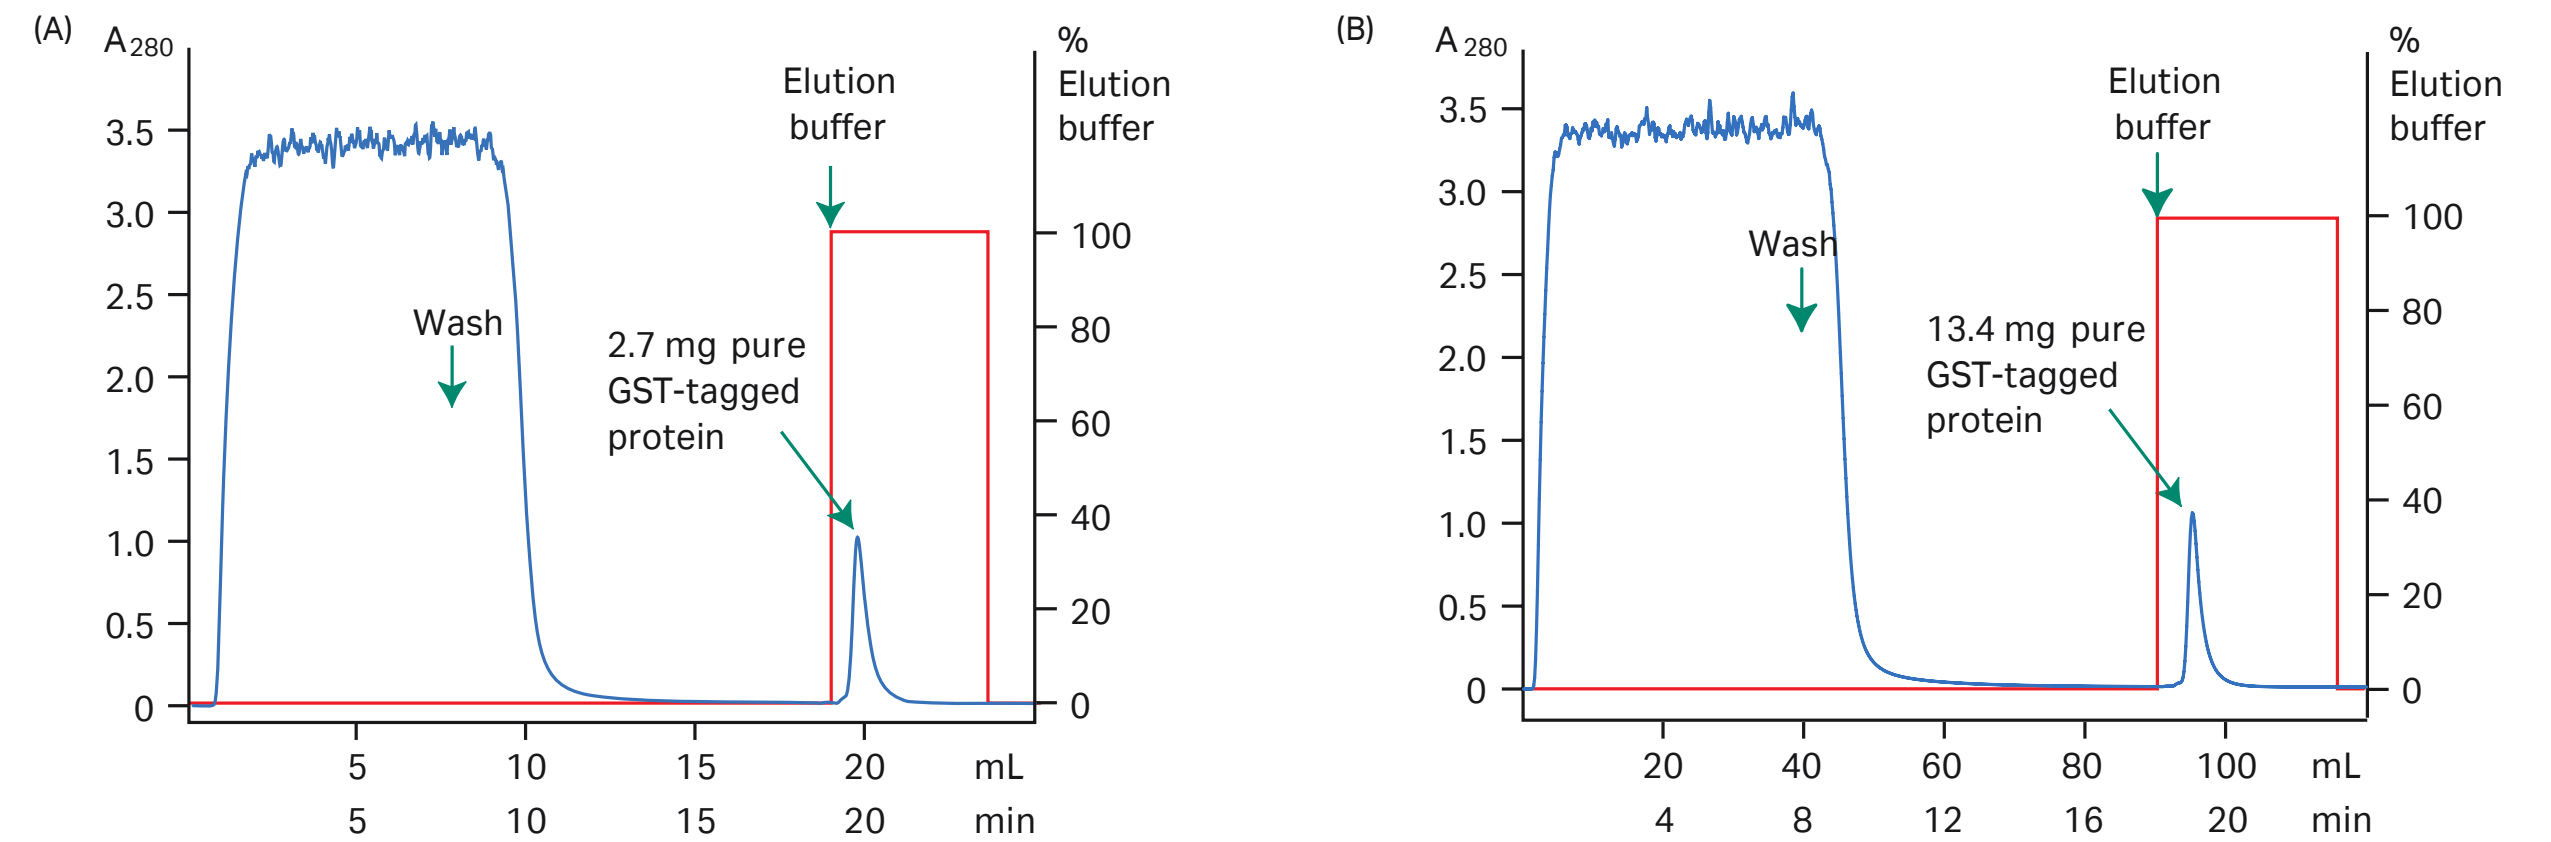 (A)
A280
%
Elution
buffer
Elution
buffer
3.5
3.0
2.5
2.0
1.5
1.0
0.5
0
Wash
2.7 mg pure
GST-tagged
protein
100
80
60
40
20
0
5 10 15 20 mL
5 10 15 20 min
(B)
A280
%
Elution
buffer
Elution
buffer
3.5
3.0
2.5
2.0
1.5
1.0
0.5
0
Wash
13.4 mg pure
GST-tagged
protein
100
80
60
40
20
0
20 40 60 80 100 mL
4 8 12 16 20 min